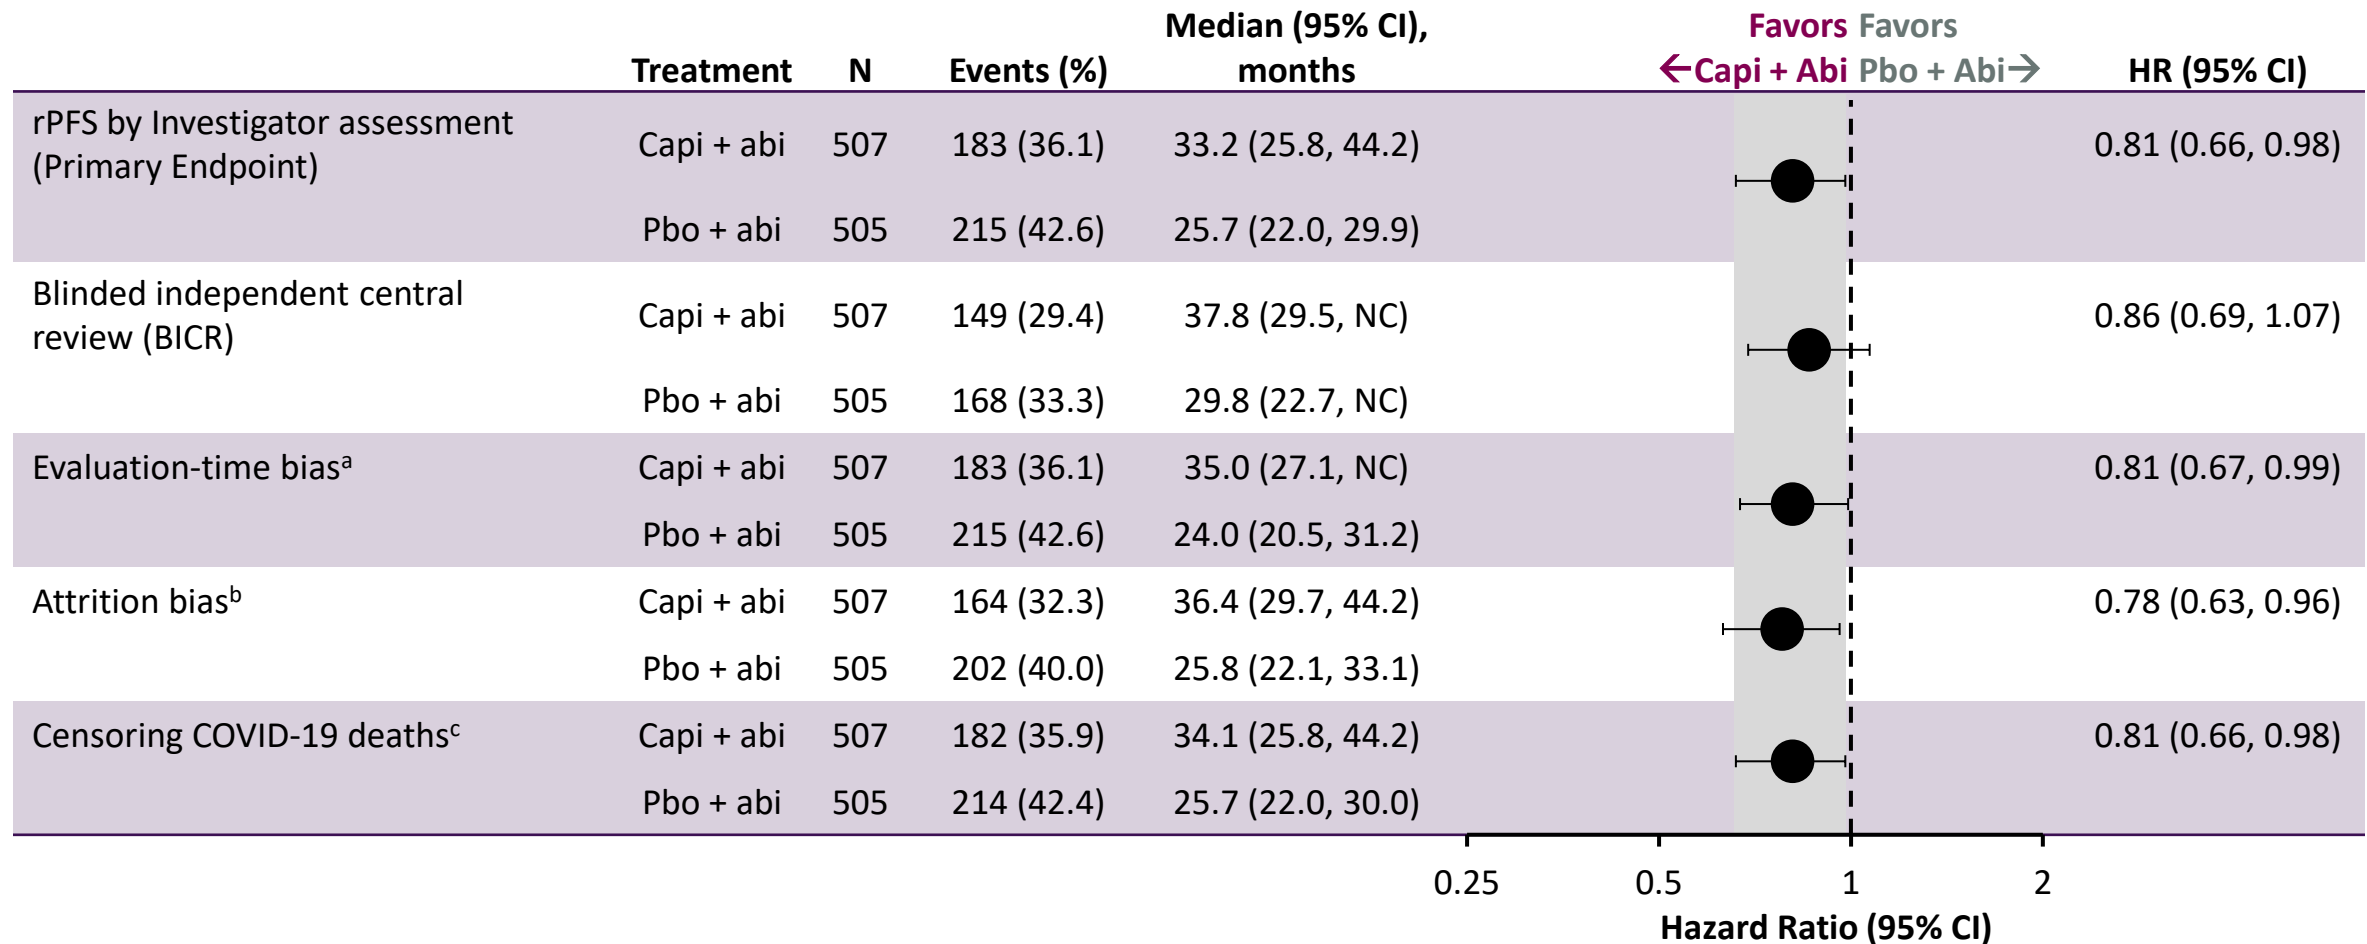 Treatment N Events (%) Median (95% CI), months Favors ←Capi + Abi Favors Pbo + Abi→ HR (95% CI)
rPFS by Investigator assessment
(Primary Endpoint)
Capi + abi 507 183 (36.1) 33.2 (25.8, 44.2) 0.81 (0.66, 0.98)
Pbo + abi 505 215 (42.6) 25.7 (22.0, 29.9)
Blinded independent central
review (BICR)
Capi + abi 507 149 (29.4) 37.8 (29.5, NC) 0.86 (0.69, 1.07)
Pbo + abi 505 168 (33.3) 29.8 (22.7, NC)
Evaluation-time biasᵃ Capi + abi 507 183 (36.1) 35.0 (27.1, NC) 0.81 (0.67, 0.99)
Pbo + abi 505 215 (42.6) 24.0 (20.5, 31.2)
Attrition biasᵇ Capi + abi 507 164 (32.3) 36.4 (29.7, 44.2) 0.78 (0.63, 0.96)
Pbo + abi 505 202 (40.0) 25.8 (22.1, 33.1)
Censoring COVID-19 deathsᶜ Capi + abi 507 182 (35.9) 34.1 (25.8, 44.2) 0.81 (0.66, 0.98)
Pbo + abi 505 214 (42.4) 25.7 (22.0, 30.0)
0.25 0.5 1 2
Hazard Ratio (95% CI)